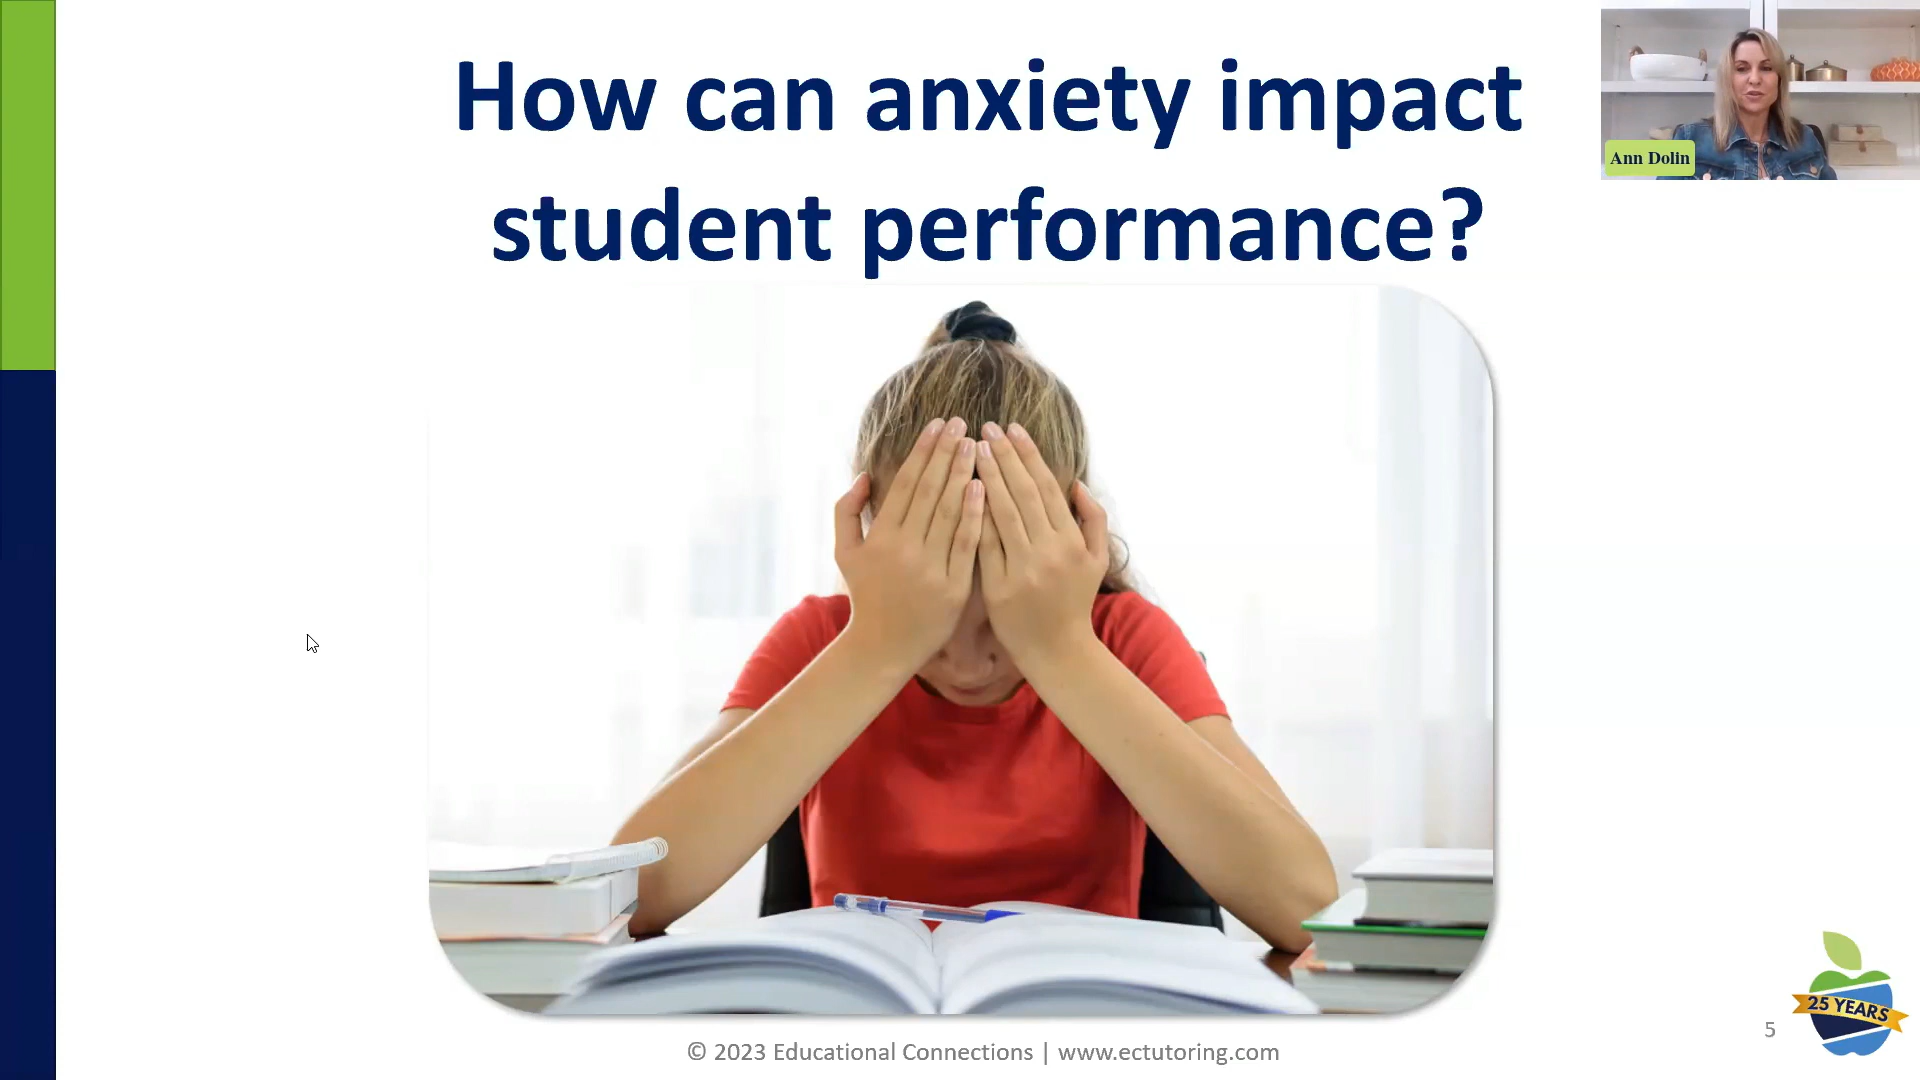 How can anxiety impact
student performance?
Ann Dolin
25 YEARS
5
© 2023 Educational Connections | www.ectutoring.com